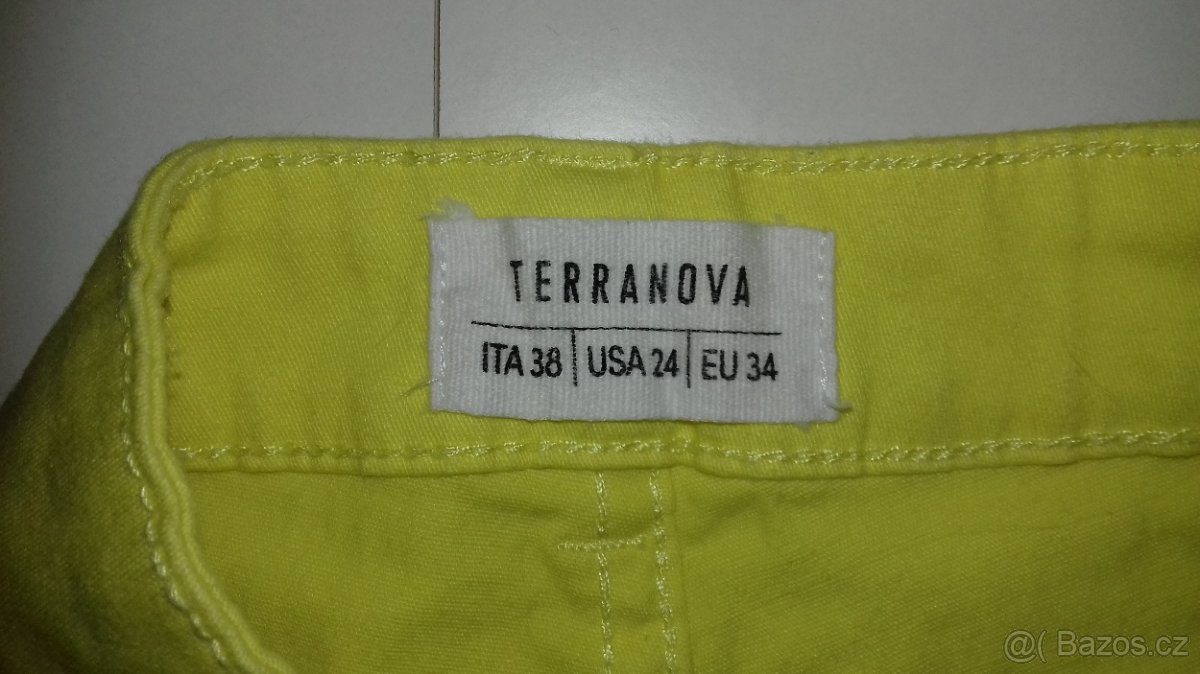 TERRANOVA
ITA 38 USA 24 EU 34
@( Bazos.cz